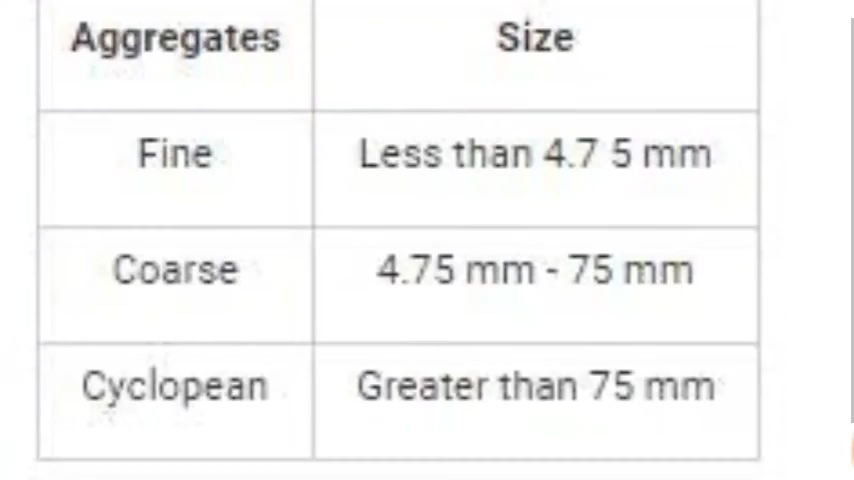 Aggregates Size
Fine Less than 4.7 5 mm
Coarse 4.75 mm - 75 mm
Cyclopean Greater than 75 mm